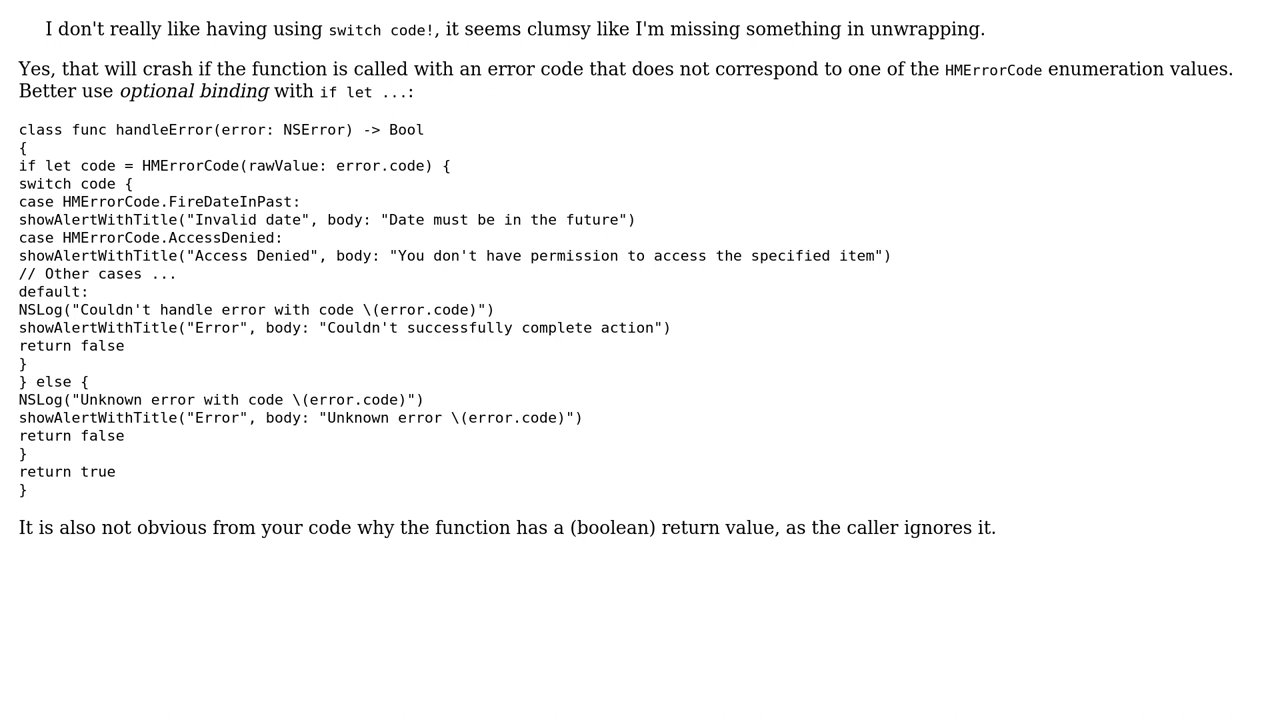 I don't really like having using switch code!, it seems clumsy like I'm missing something in unwrapping.
Yes, that will crash if the function is called with an error code that does not correspond to one of the HMErrorCode enumeration values.
Better use optional binding with if let ...:
class func handleError(error: NSError) -> Bool
{
if let code = HMErrorCode(rawValue: error.code) {
switch code {
case HMErrorCode.FireDateInPast:
showAlertWithTitle("Invalid date", body: "Date must be in the future")
case HMErrorCode.AccessDenied:
showAlertWithTitle("Access Denied", body: "You don't have permission to access the specified item")
// Other cases ...
default:
NSLog("Couldn't handle error with code \(error.code)")
showAlertWithTitle("Error", body: "Couldn't successfully complete action")
return false
}
} else {
NSLog("Unknown error with code \(error.code)")
showAlertWithTitle("Error", body: "Unknown error \(error.code)")
return false
}
return true
}
It is also not obvious from your code why the function has a (boolean) return value, as the caller ignores it.